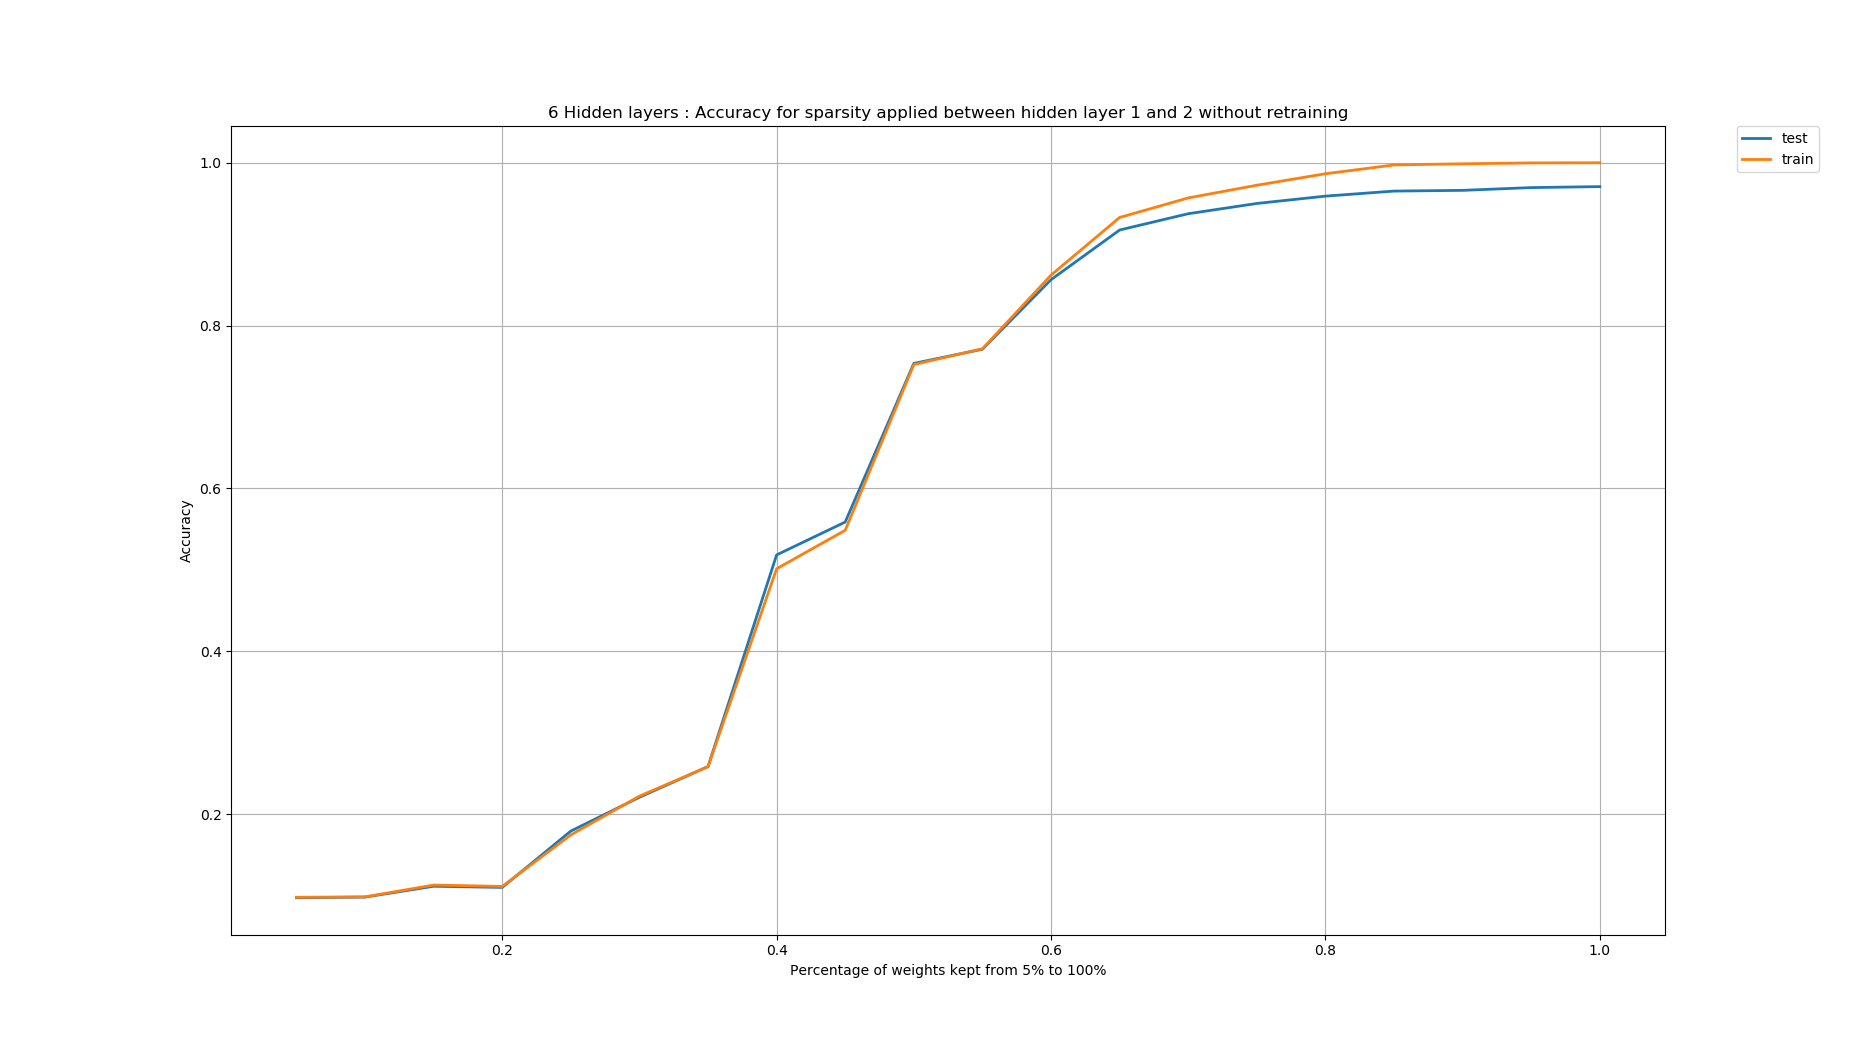 6 Hidden layers : Accuracy for sparsity applied between hidden layer 1 and 2 without retraining
test
train
1.0
0.8
0.6
0.4
0.2
Accuracy
0.2 0.4 0.6 0.8 1.0
Percentage of weights kept from 5% to 100%